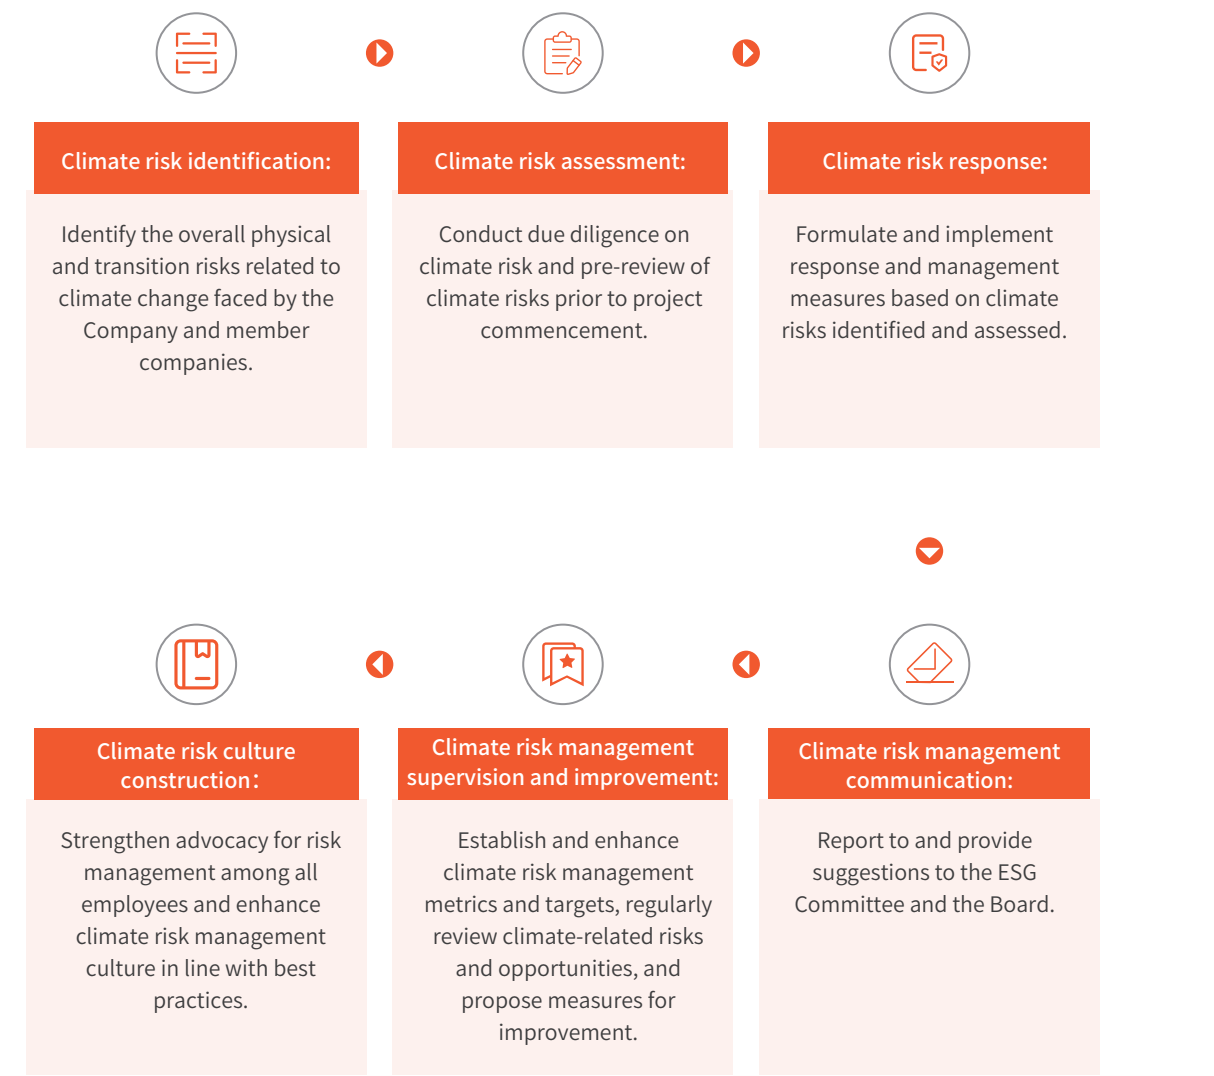 Climate risk identification:
Identify the overall physical
and transition risks related to
climate change faced by the
Company and member
companies.
Climate risk assessment:
Conduct due diligence on
climate risk and pre-review of
climate risks prior to project
commencement.
Climate risk response:
Formulate and implement
response and management
measures based on climate
risks identified and assessed.
Climate risk management
communication:
Report to and provide
suggestions to the ESG
Committee and the Board.
Climate risk management
supervision and improvement:
Establish and enhance
climate risk management
metrics and targets, regularly
review climate-related risks
and opportunities, and
propose measures for
improvement.
Climate risk culture
construction:
Strengthen advocacy for risk
management among all
employees and enhance
climate risk management
culture in line with best
practices.